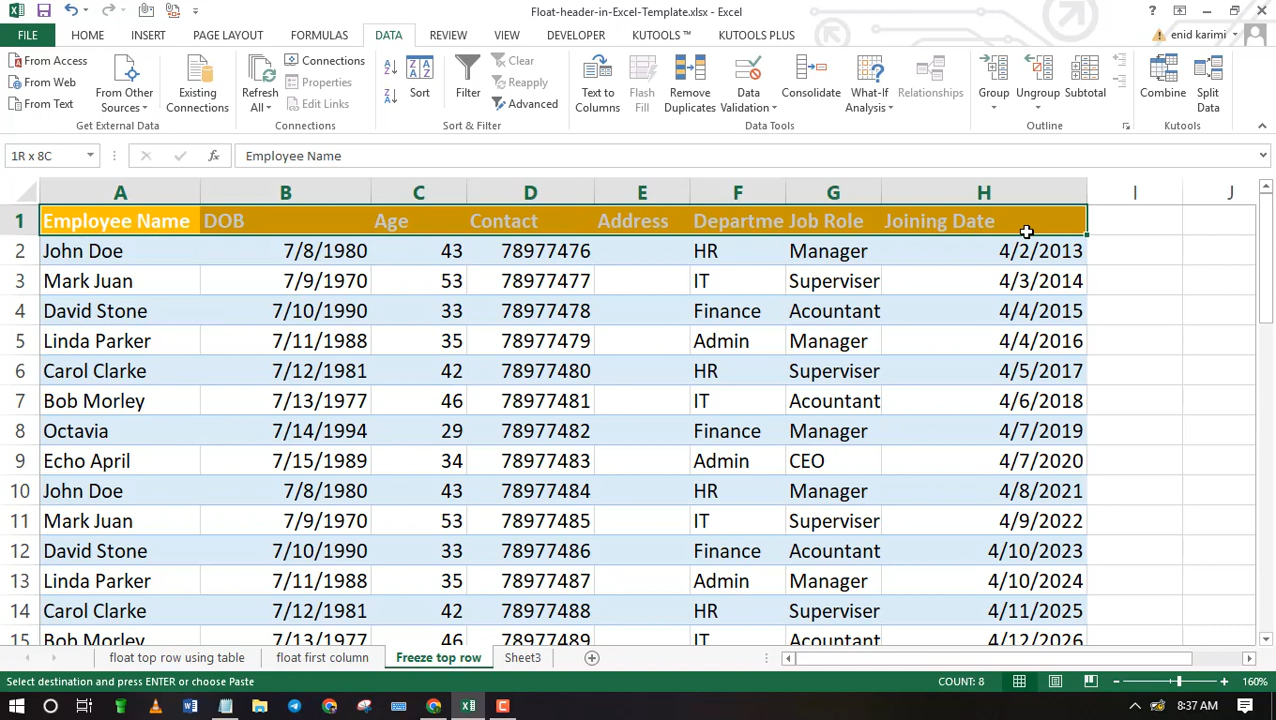 Float-header-in-Excel-Template.xlsx - Excel
?
FILE HOME INSERT PAGE LAYOUT FORMULAS DATA REVIEW VIEW DEVELOPER KUTOOLS ™ KUTOOLS PLUS enid karimi
From Access
From Web
From Text
From Other Sources
Existing Connections
Get External Data
Refresh All
Connections
Properties
Edit Links
Connections
Sort
Filter
Clear
Reapply
Advanced
Sort & Filter
Text to Columns
Flash Fill
Remove Duplicates
Data Validation
Consolidate
What-If Analysis
Relationships
Data Tools
Group
Ungroup
Subtotal
Outline
Combine
Split Data
Kutools
1R x 8C fx Employee Name
A B C D E F G H I J
1 Employee Name DOB Age Contact Address Departme Job Role Joining Date
2 John Doe 7/8/1980 43 78977476 HR Manager 4/2/2013
3 Mark Juan 7/9/1970 53 78977477 IT Superviser 4/3/2014
4 David Stone 7/10/1990 33 78977478 Finance Acountant 4/4/2015
5 Linda Parker 7/11/1988 35 78977479 Admin Manager 4/4/2016
6 Carol Clarke 7/12/1981 42 78977480 HR Superviser 4/5/2017
7 Bob Morley 7/13/1977 46 78977481 IT Acountant 4/6/2018
8 Octavia 7/14/1994 29 78977482 Finance Manager 4/7/2019
9 Echo April 7/15/1989 34 78977483 Admin CEO 4/7/2020
10 John Doe 7/8/1980 43 78977484 HR Manager 4/8/2021
11 Mark Juan 7/9/1970 53 78977485 IT Superviser 4/9/2022
12 David Stone 7/10/1990 33 78977486 Finance Acountant 4/10/2023
13 Linda Parker 7/11/1988 35 78977487 Admin Manager 4/10/2024
14 Carol Clarke 7/12/1981 42 78977488 HR Superviser 4/11/2025
15 Bob Morley 7/13/1977 46 78977489 IT Acountant 4/12/2026
float top row using table float first column Freeze top row Sheet3
Select destination and press ENTER or choose Paste COUNT: 8 160%
8:37 AM